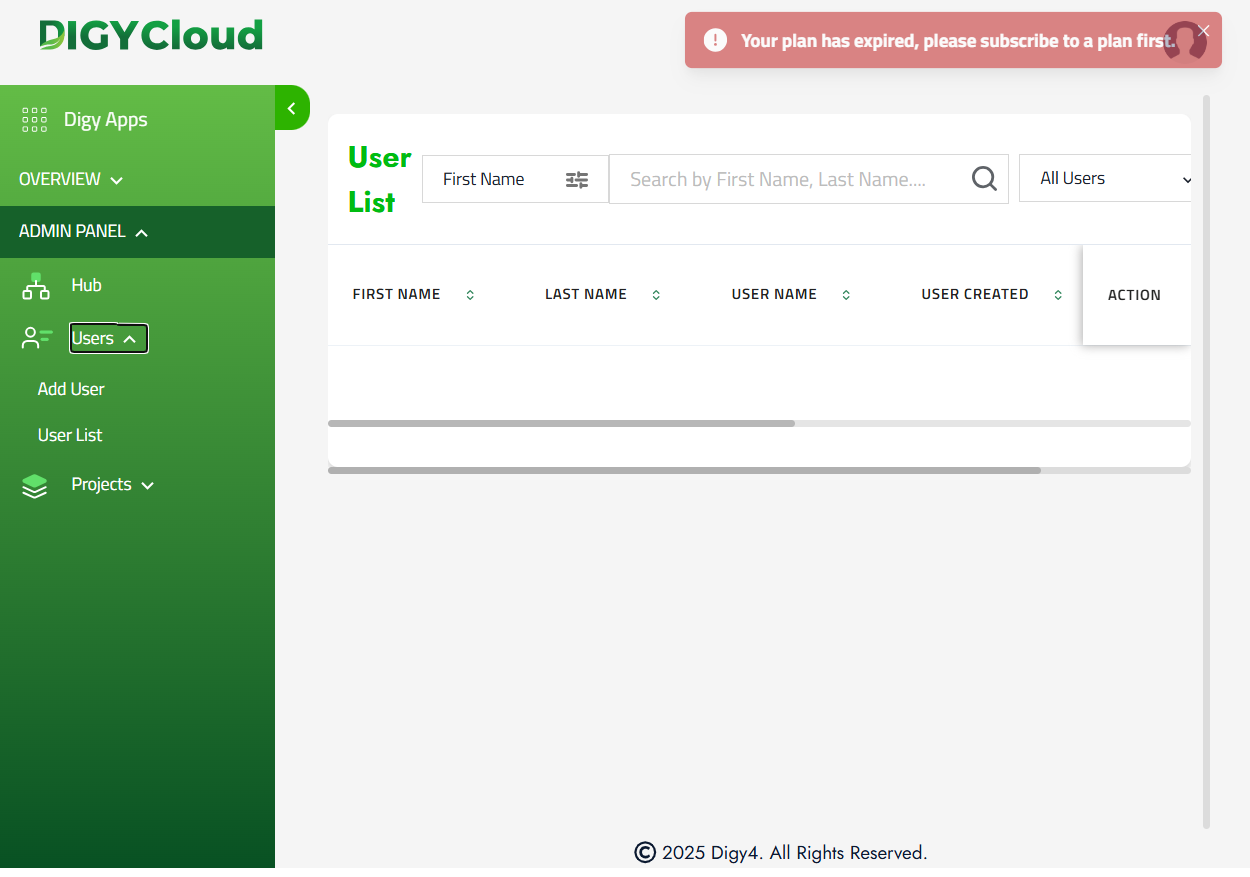 DIGYCloud
Your plan has expired, please subscribe to a plan first.
Digy Apps
OVERVIEW
ADMIN PANEL
Hub
Users
Add User
User List
Projects
User
List
First Name
Search by First Name, Last Name....
All Users
FIRST NAME
LAST NAME
USER NAME
USER CREATED
ACTION
© 2025 Digy4. All Rights Reserved.